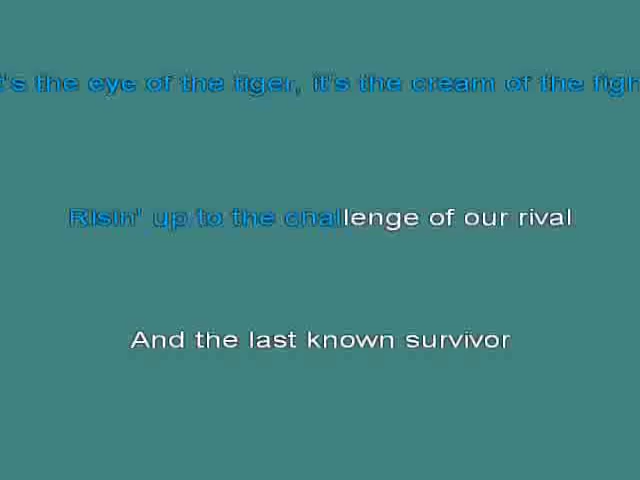 t's the eye of the tiger, it's the cream of the figh
Risin' up to the challenge of our rival
And the last known survivor